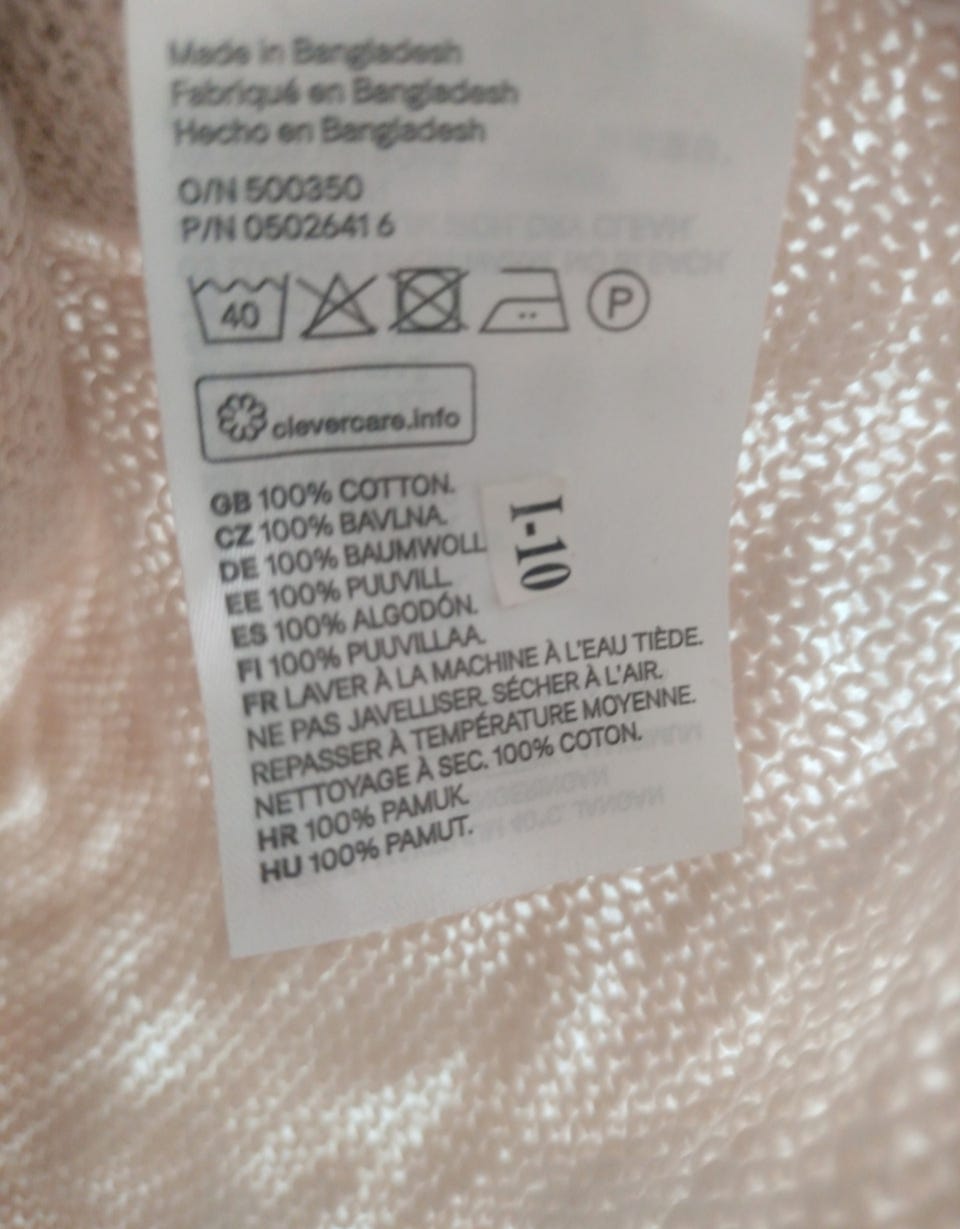 Made in Bangladesh
Fabriqué en Bangladesh
Hecho en Bangladesh
O/N 500350
P/N 05026416
40
P
clevercare.info
GB 100% COTTON.
CZ 100% BAVLNA.
DE 100% BAUMWOLL
EE 100% PUUVILL.
ES 100% ALGODÓN.
FI 100% PUUVILLAA.
I-10
FR LAVER À LA MACHINE À L'EAU TIÈDE.
NE PAS JAVELLISER. SÉCHER À L'AIR.
REPASSER À TEMPÉRATURE MOYENNE.
NETTOYAGE À SEC. 100% COTON.
HR 100% PAMUK.
HU 100% PAMUT.